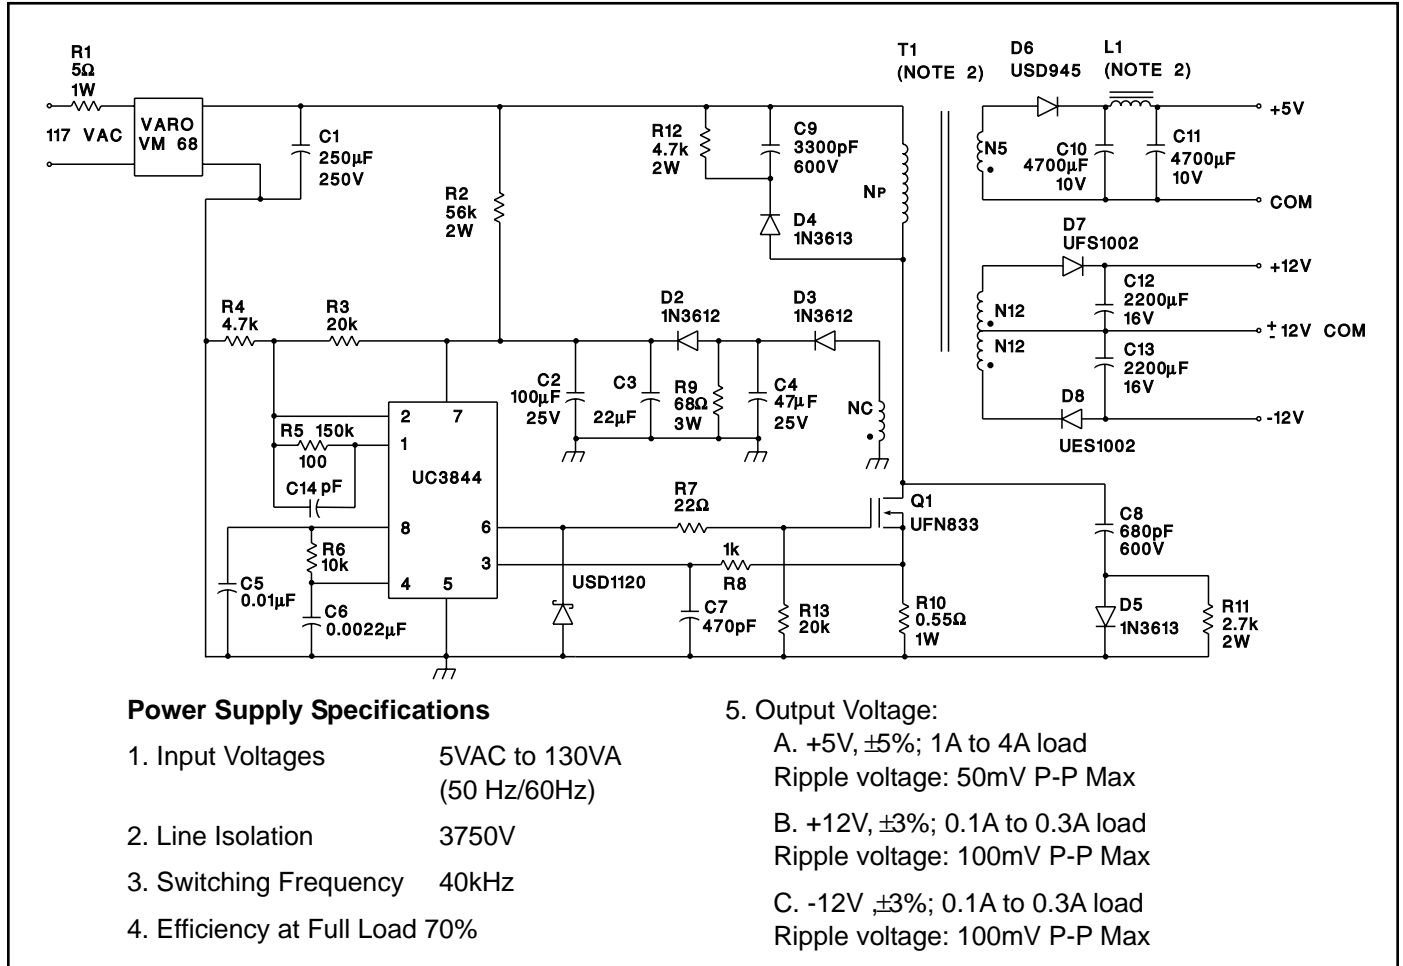 R1
5Ω
1W
117 VAC
VARO
VM 68
C1
250µF
250V
R2
56k
2W
R12
4.7k
2W
C9
3300pF
600V
D4
1N3613
T1
(NOTE 2)
NP
D6
USD945
L1
(NOTE 2)
+5V
N5
C10
4700µF
10V
C11
4700µF
10V
COM
D7
UFS1002
+12V
N12
N12
C12
2200µF
16V
± 12V COM
C13
2200µF
16V
D8
UES1002
-12V
R4
4.7k
R3
20k
D2
1N3612
D3
1N3612
C2
100µF
25V
C3
22µF
R9
68Ω
3W
C4
47µF
25V
NC
2
7
1
UC3844
8
6
3
4
5
R5 150k
100
C14 pF
R6
10k
C5
0.01µF
C6
0.0022µF
R7
22Ω
Q1
UFN833
1k
R8
USD1120
C7
470pF
R13
20k
R10
0.55Ω
1W
C8
680pF
600V
D5
1N3613
R11
2.7k
2W
Power Supply Specifications
1. Input Voltages 5VAC to 130VA
(50 Hz/60Hz)
2. Line Isolation 3750V
3. Switching Frequency 40kHz
4. Efficiency at Full Load 70%
5. Output Voltage:
A. +5V, ±5%; 1A to 4A load
Ripple voltage: 50mV P-P Max
B. +12V, ±3%; 0.1A to 0.3A load
Ripple voltage: 100mV P-P Max
C. -12V ,±3%; 0.1A to 0.3A load
Ripple voltage: 100mV P-P Max